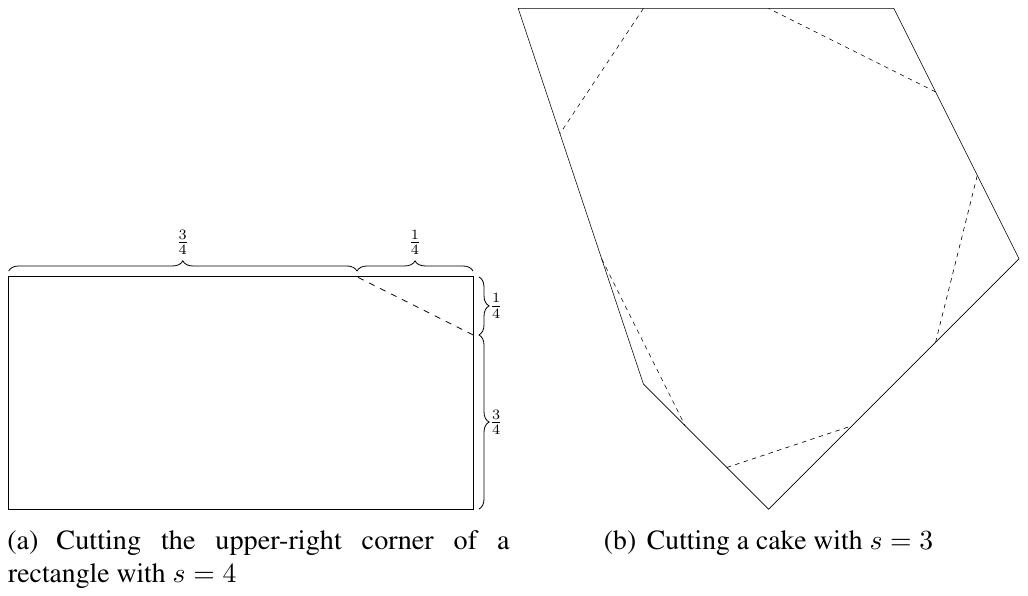 3/4
1/4
1/4
3/4
(a) Cutting the upper-right corner of a
rectangle with s = 4
(b) Cutting a cake with s = 3